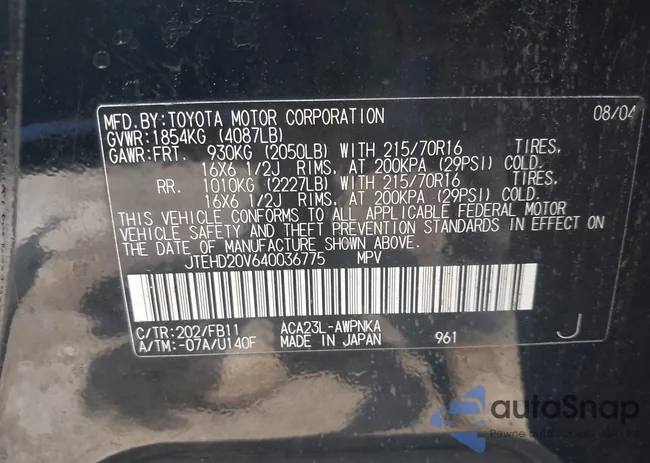 MFD. BY: TOYOTA MOTOR CORPORATION 08/04
GVWR: 1854KG (4087LB)
GAWR: FRT. 930KG (2050LB) WITH 215/70R16 TIRES,
16X6 1/2J RIMS, AT 200KPA (29PSI) COLD.
RR. 1010KG (2227LB) WITH 215/70R16 TIRES,
16X6 1/2J RIMS, AT 200KPA (29PSI) COLD.
THIS VEHICLE CONFORMS TO ALL APPLICABLE FEDERAL MOTOR
VEHICLE SAFETY AND THEFT PREVENTION STANDARDS IN EFFECT ON
THE DATE OF MANUFACTURE SHOWN ABOVE.
JTEHD20V640036775 MPV
C/TR: 202/FB11 ACA23L-AWPNKA
A/TM: -07A/U140F MADE IN JAPAN 961 J
autoSnap